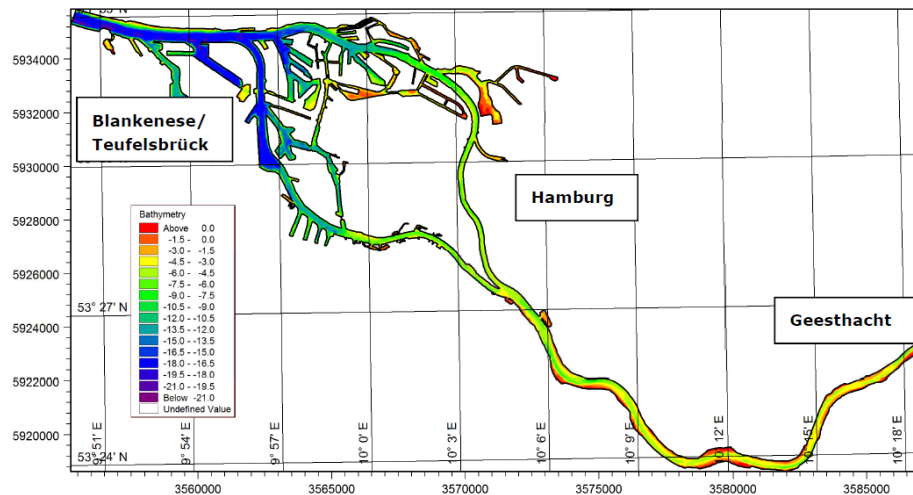 5934000
5932000
5930000
5928000
5926000
5924000
5922000
5920000
Blankenese/
Teufelsbrück
Hamburg
Geesthacht
Bathymetry
Above 0.0
-1.5 - 0.0
-3.0 - -1.5
-4.5 - -3.0
-6.0 - -4.5
-7.5 - -6.0
-9.0 - -7.5
-10.5 - -9.0
-12.0 - -10.5
-13.5 - -12.0
-15.0 - -13.5
-16.5 - -15.0
-18.0 - -16.5
-19.5 - -18.0
-21.0 - -19.5
Below -21.0
Undefined Value
53° 27' N
53° 24' N
9° 51' E
9° 54' E
9° 57' E
10° 0' E
10° 3' E
10° 6' E
10° 9' E
10° 12' E
10° 15' E
10° 18' E
3560000
3565000
3570000
3575000
3580000
3585000